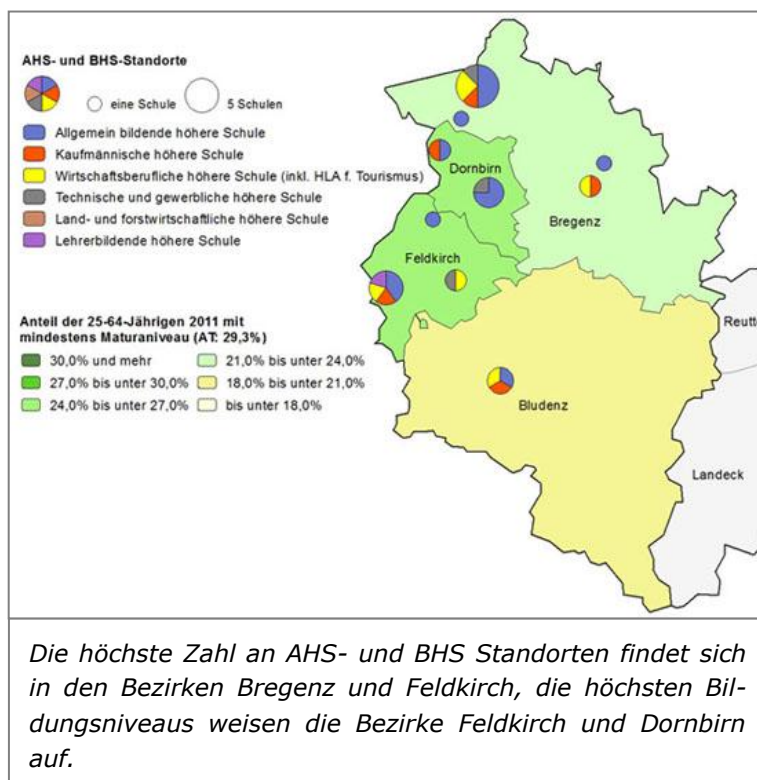 AHS- und BHS-Standorte
eine Schule
5 Schulen
Allgemein bildende höhere Schule
Kaufmännische höhere Schule
Wirtschaftsberufliche höhere Schule (inkl. HLA f. Tourismus)
Technische und gewerbliche höhere Schule
Land- und forstwirtschaftliche höhere Schule
Lehrerbildende höhere Schule
Anteil der 25-64-Jährigen 2011 mit
mindestens Maturaniveau (AT: 29,3%)
30,0% und mehr
21,0% bis unter 24,0%
27,0% bis unter 30,0%
18,0% bis unter 21,0%
24,0% bis unter 27,0%
bis unter 18,0%
Dornbirn
Bregenz
Feldkirch
Reutte
Bludenz
Landeck
Die höchste Zahl an AHS- und BHS Standorten findet sich
in den Bezirken Bregenz und Feldkirch, die höchsten Bil-
dungsniveaus weisen die Bezirke Feldkirch und Dornbirn
auf.